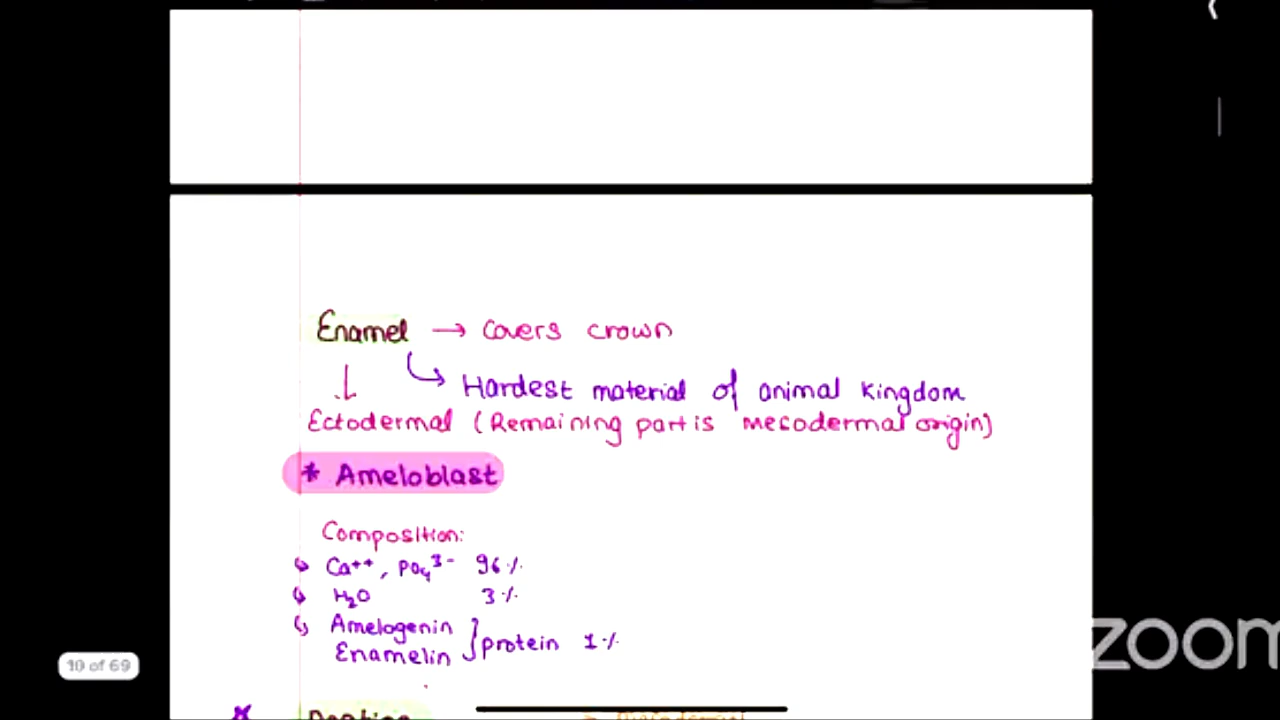 Enamel → Covers crown
↳ Hardest material of animal kingdom
↓
Ectodermal (Remaining part is mesodermal origin)
* Ameloblast
Composition:
↳ Ca++, PO4 3- 96%
↳ H2O 3%
↳ Amelogenin
Enamelin } protein 1%
10 of 69
zoom
* Dentine